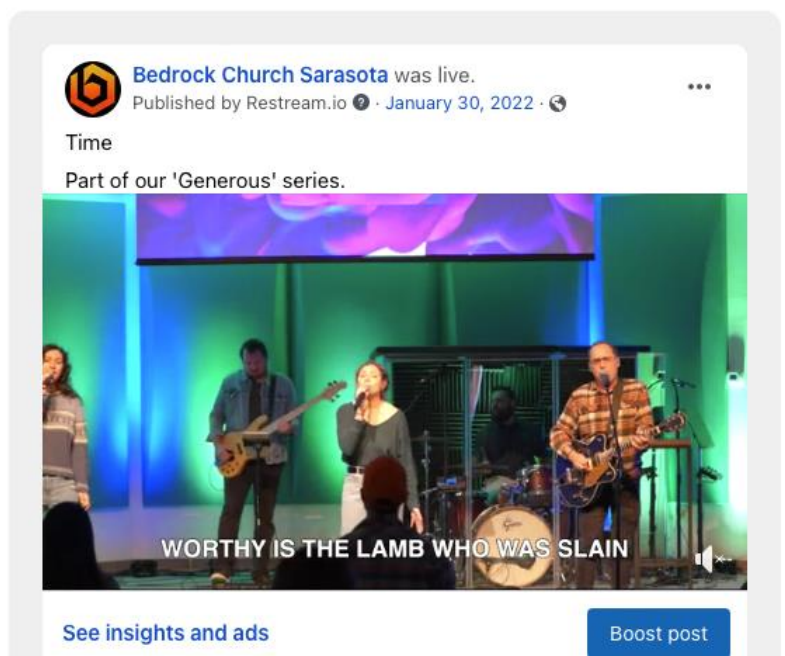 Bedrock Church Sarasota was live.
Published by Restream.io · January 30, 2022 ·
Time
Part of our 'Generous' series.
WORTHY IS THE LAMB WHO WAS SLAIN
See insights and ads
Boost post